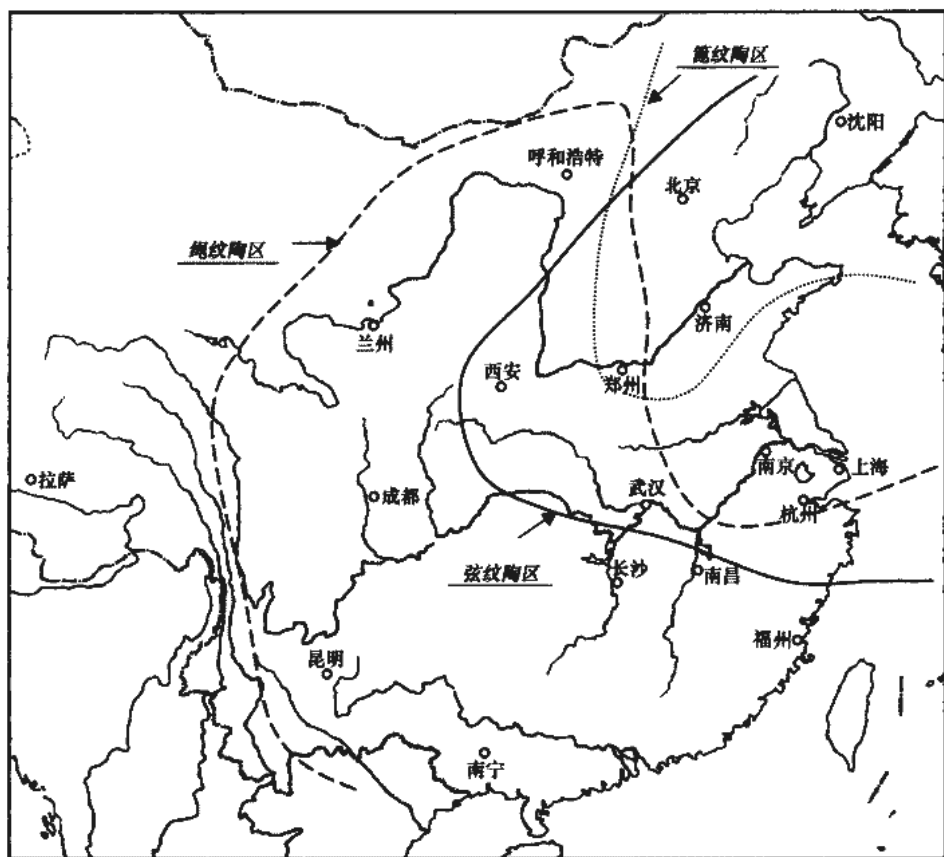 篦纹陶区
沈阳
呼和浩特
北京
绳纹陶区
济南
兰州
西安
郑州
拉萨
成都
武汉
南京
上海
杭州
弦纹陶区
长沙
南昌
福州
昆明
南宁